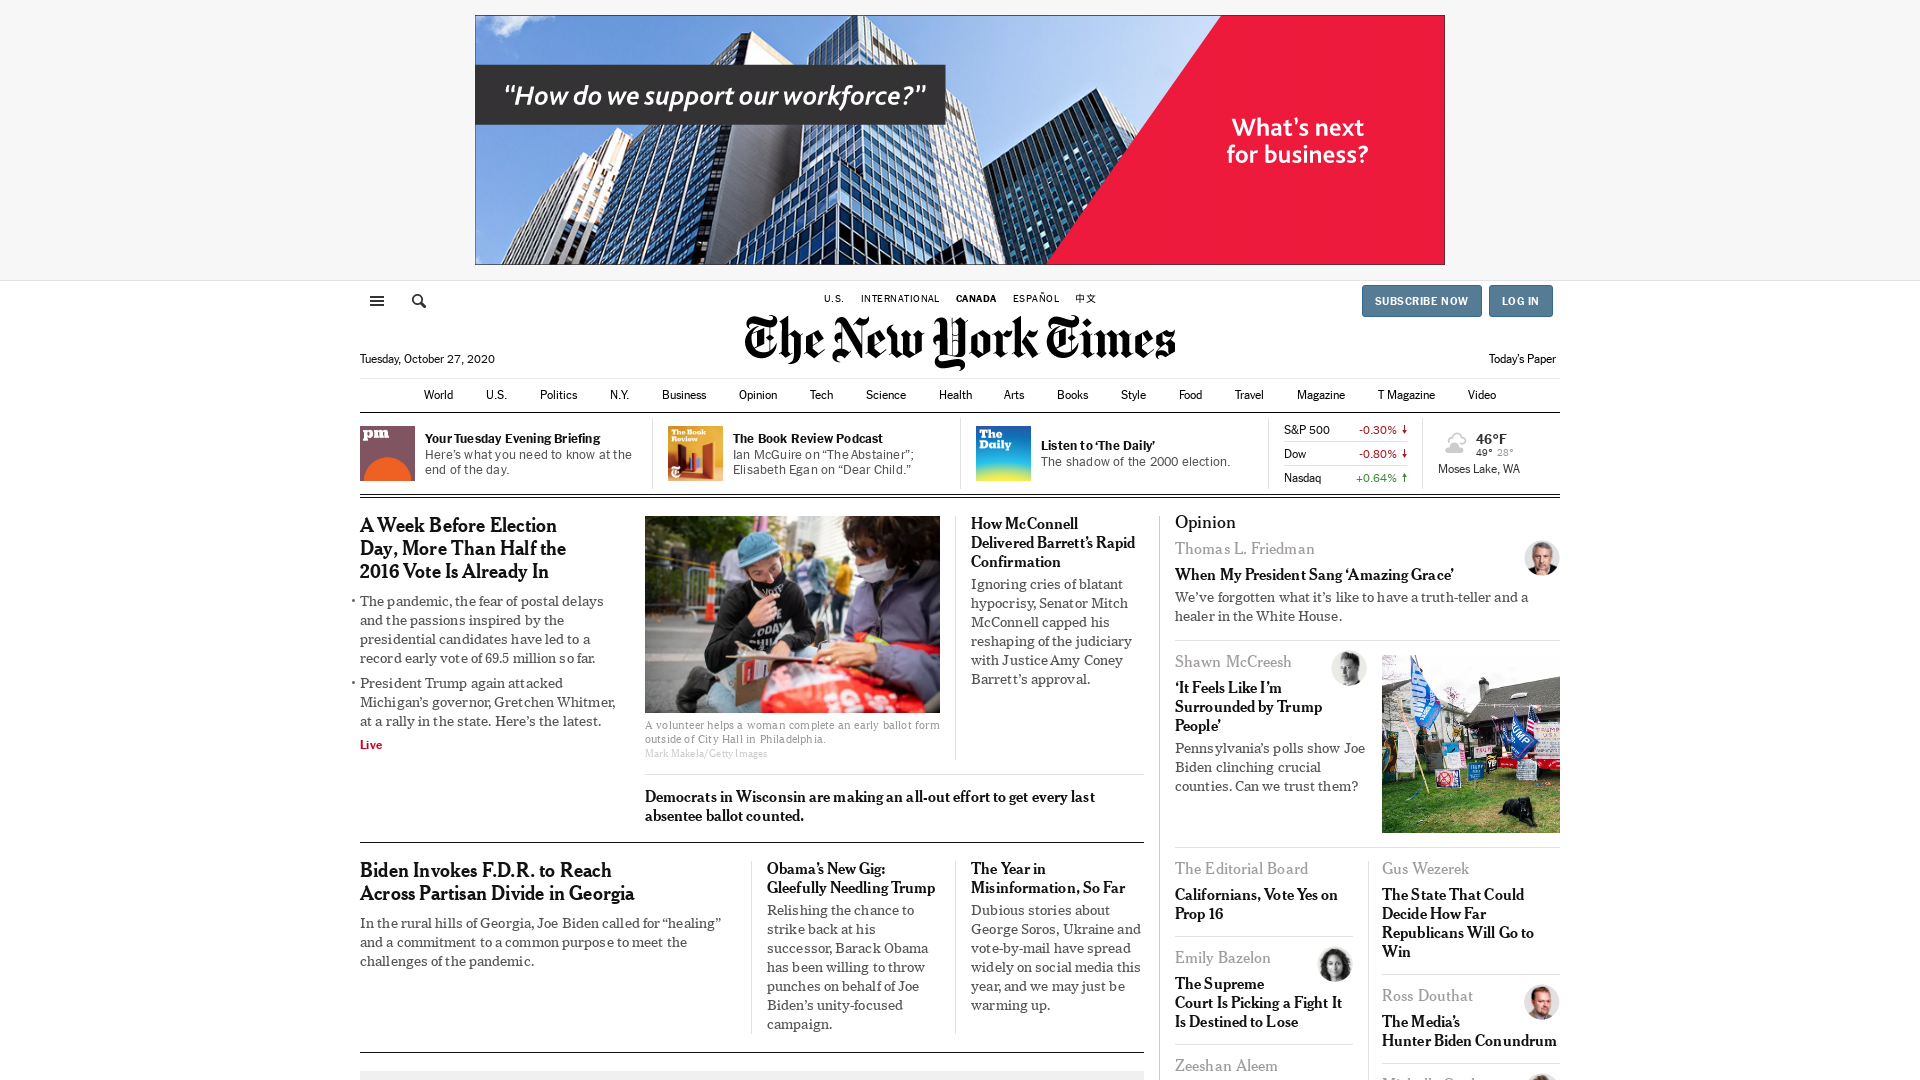 “How do we support our workforce?”
What’s next
for business?
U.S.
INTERNATIONAL
CANADA
ESPAÑOL
中文
SUBSCRIBE NOW
LOG IN
The New York Times
Tuesday, October 27, 2020
Today’s Paper
World
U.S.
Politics
N.Y.
Business
Opinion
Tech
Science
Health
Arts
Books
Style
Food
Travel
Magazine
T Magazine
Video
pm
Your Tuesday Evening Briefing
Here’s what you need to know at the
end of the day.
The Book
Review
The Book Review Podcast
Ian McGuire on “The Abstainer”;
Elisabeth Egan on “Dear Child.”
The
Daily
Listen to ‘The Daily’
The shadow of the 2000 election.
S&P 500 -0.30%
Dow -0.80%
Nasdaq +0.64%
46°F
49° 28°
Moses Lake, WA
A Week Before Election
Day, More Than Half the
2016 Vote Is Already In
• The pandemic, the fear of postal delays
and the passions inspired by the
presidential candidates have led to a
record early vote of 69.5 million so far.
• President Trump again attacked
Michigan’s governor, Gretchen Whitmer,
at a rally in the state. Here’s the latest.
Live
A volunteer helps a woman complete an early ballot form
outside of City Hall in Philadelphia.
Mark Makela/Getty Images
How McConnell
Delivered Barrett’s Rapid
Confirmation
Ignoring cries of blatant
hypocrisy, Senator Mitch
McConnell capped his
reshaping of the judiciary
with Justice Amy Coney
Barrett’s approval.
Democrats in Wisconsin are making an all-out effort to get every last
absentee ballot counted.
Biden Invokes F.D.R. to Reach
Across Partisan Divide in Georgia
In the rural hills of Georgia, Joe Biden called for “healing”
and a commitment to a common purpose to meet the
challenges of the pandemic.
Obama’s New Gig:
Gleefully Needling Trump
Relishing the chance to
strike back at his
successor, Barack Obama
has been willing to throw
punches on behalf of Joe
Biden’s unity-focused
campaign.
The Year in
Misinformation, So Far
Dubious stories about
George Soros, Ukraine and
vote-by-mail have spread
widely on social media this
year, and we may just be
warming up.
Opinion
Thomas L. Friedman
When My President Sang ‘Amazing Grace’
We’ve forgotten what it’s like to have a truth-teller and a
healer in the White House.
Shawn McCreesh
‘It Feels Like I’m
Surrounded by Trump
People’
Pennsylvania’s polls show Joe
Biden clinching crucial
counties. Can we trust them?
The Editorial Board
Californians, Vote Yes on
Prop 16
Emily Bazelon
The Supreme
Court Is Picking a Fight It
Is Destined to Lose
Zeeshan Aleem
Gus Wezerek
The State That Could
Decide How Far
Republicans Will Go to
Win
Ross Douthat
The Media’s
Hunter Biden Conundrum